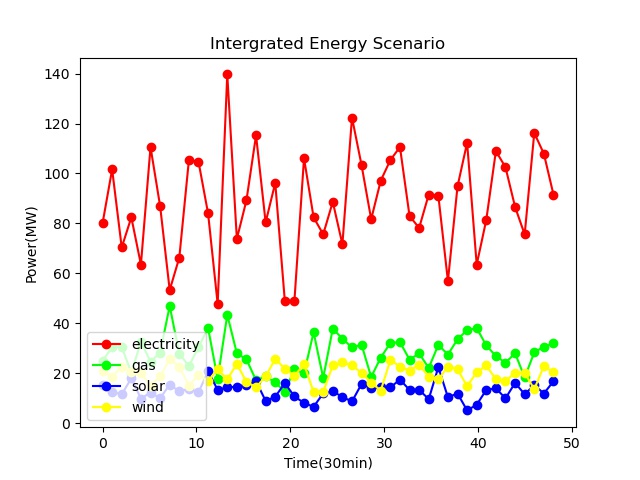 Intergrated Energy Scenario
140
120
100
80
60
40
20
0
Power(MW)
electricity
gas
solar
wind
0 10 20 30 40 50
Time(30min)